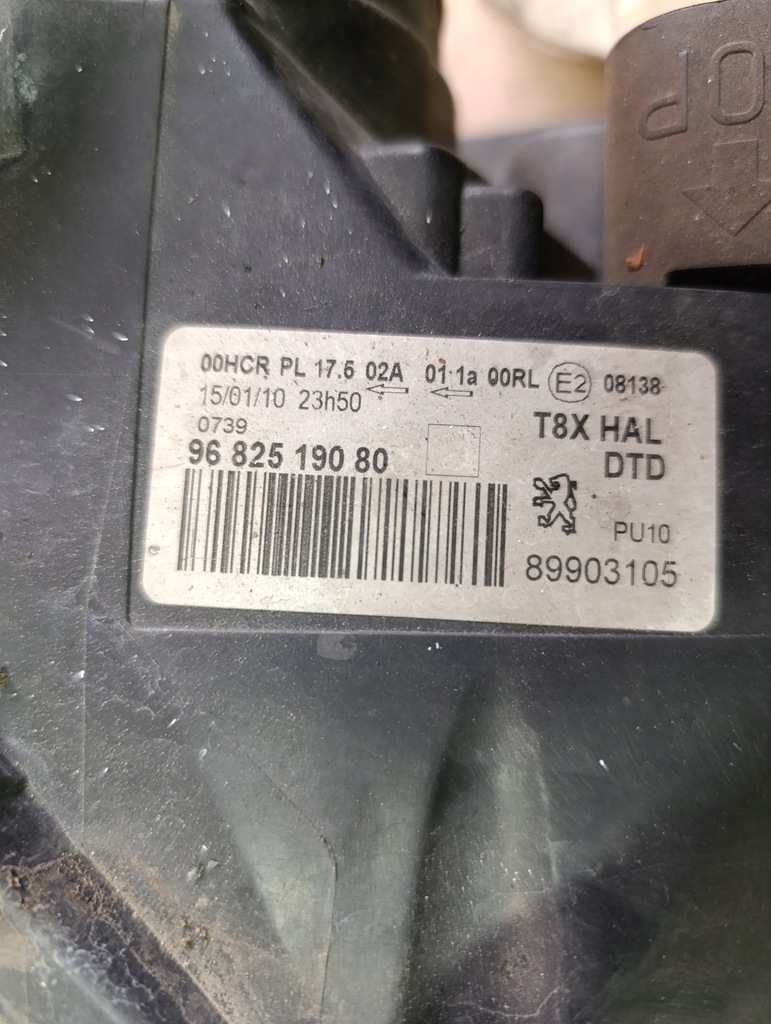 OP
00HCR PL 17.5 02A 01 1a 00RL E2 08138
15/01/10 23h50
0739
T8X HAL
96 825 190 80
DTD
PU10
89903105